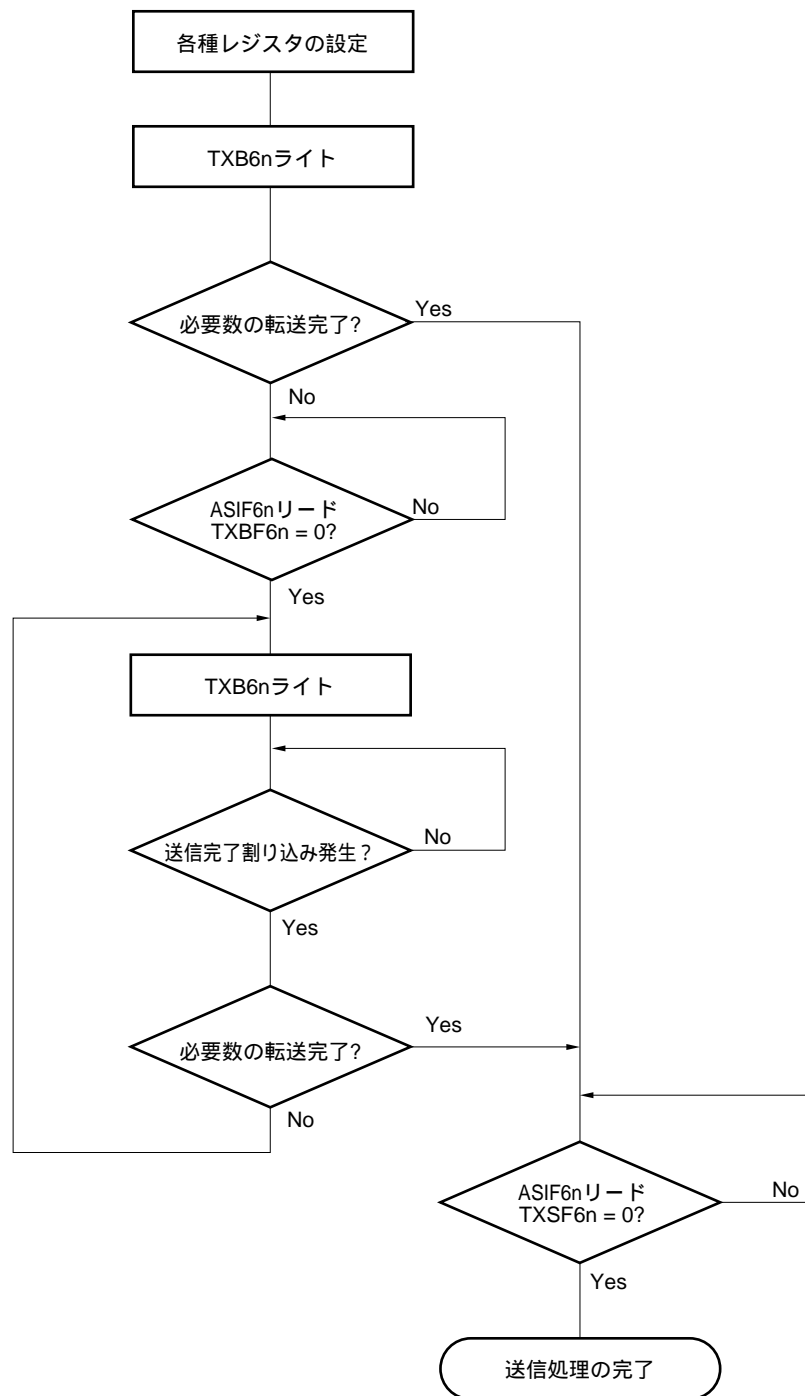 各種レジスタの設定
TXB6nライト
必要数の転送完了?
Yes
No
ASIF6nリード
TXBF6n = 0?
No
Yes
TXB6nライト
送信完了割り込み発生？
No
Yes
必要数の転送完了?
Yes
No
ASIF6nリード
TXSF6n = 0?
No
Yes
送信処理の完了